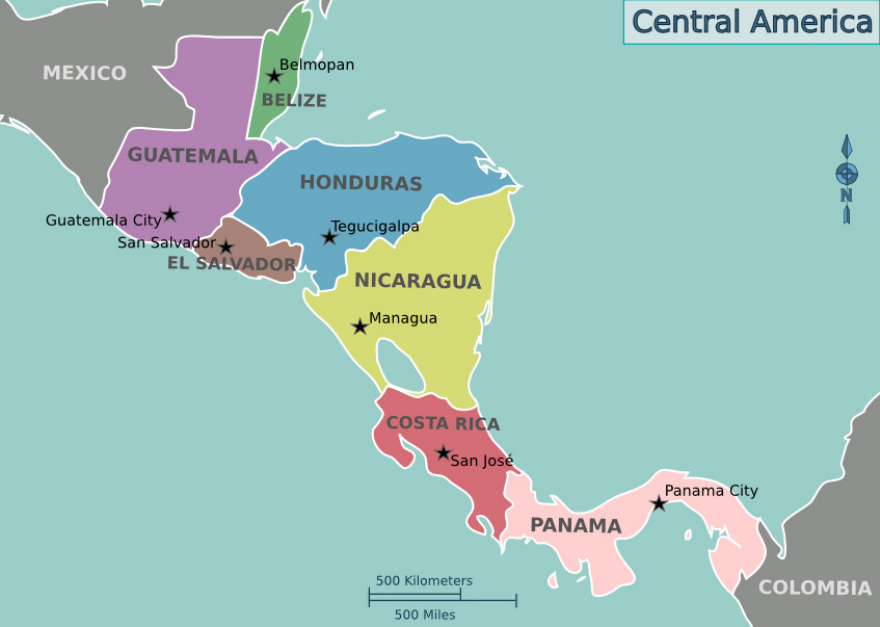 Central America
MEXICO
Belmopan
BELIZE
GUATEMALA
HONDURAS
N
Guatemala City
Tegucigalpa
San Salvador
EL SALVADOR
NICARAGUA
Managua
COSTA RICA
San José
Panama City
PANAMA
500 Kilometers
COLOMBIA
500 Miles